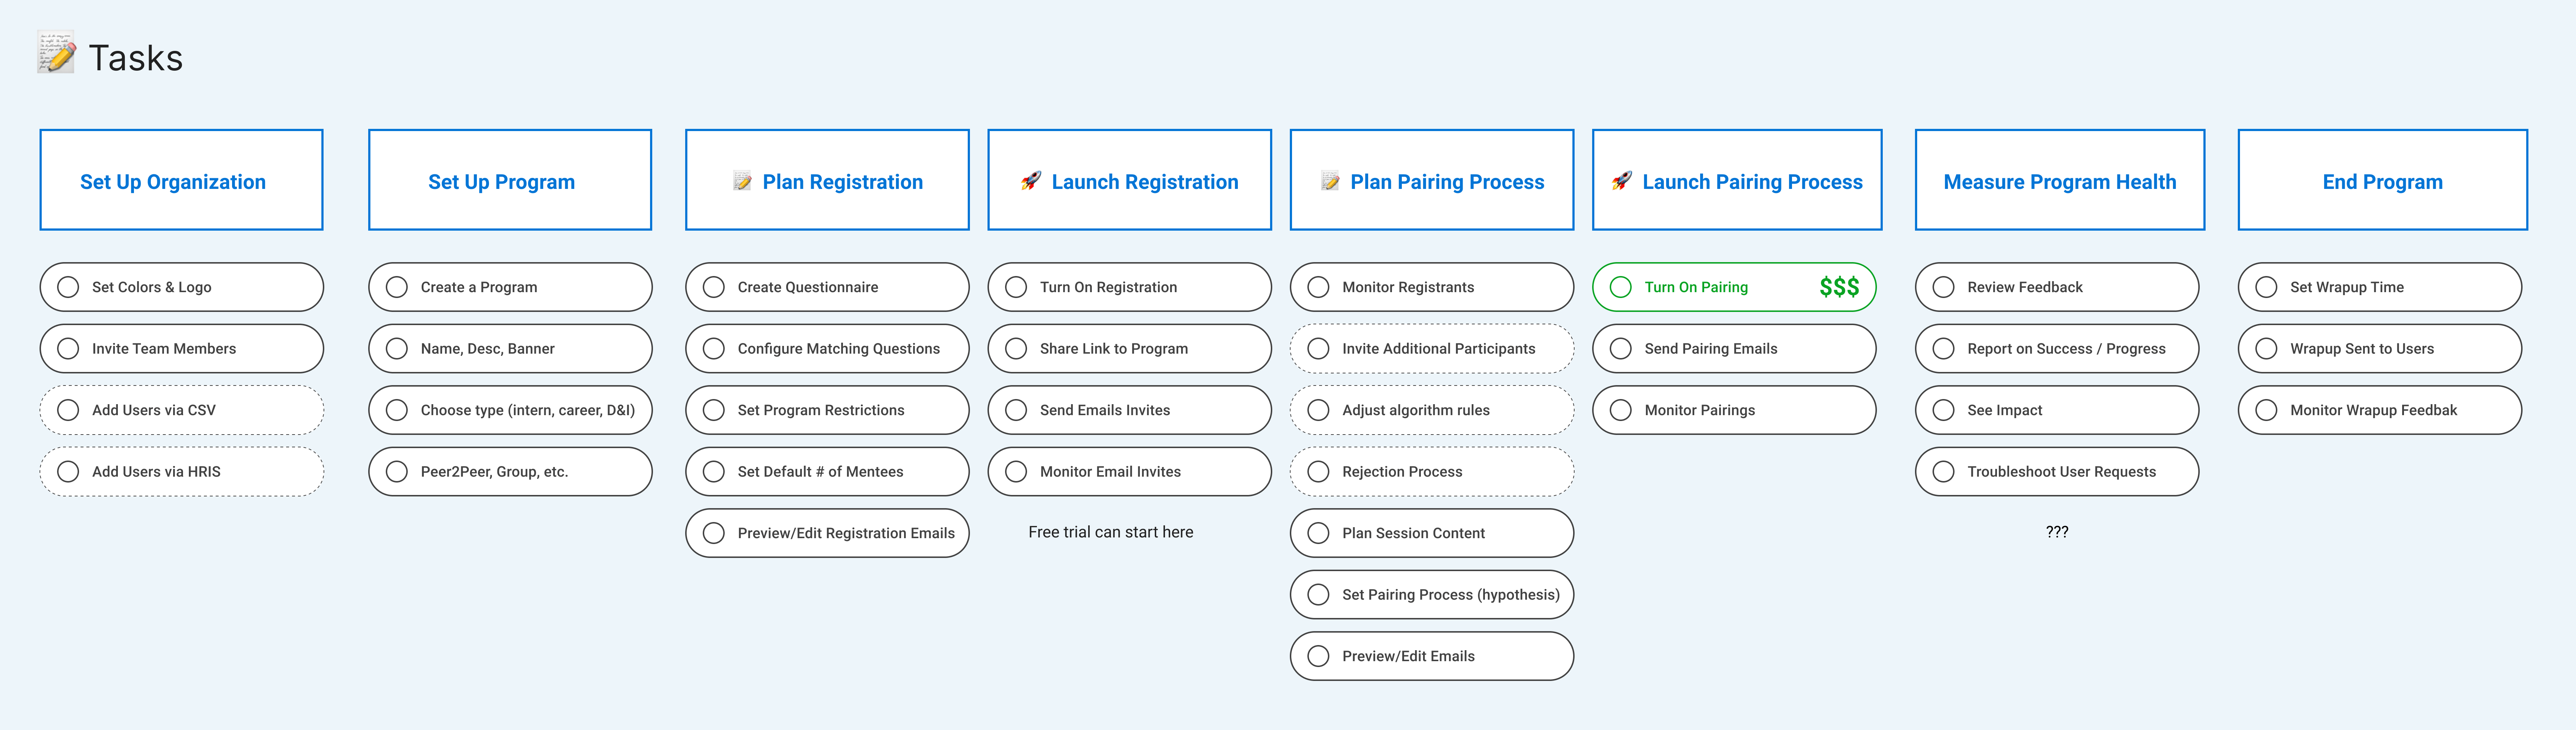 Tasks
Set Up Organization
Set Colors & Logo
Invite Team Members
Add Users via CSV
Add Users via HRIS
Set Up Program
Create a Program
Name, Desc, Banner
Choose type (intern, career, D&I)
Peer2Peer, Group, etc.
Plan Registration
Create Questionnaire
Configure Matching Questions
Set Program Restrictions
Set Default # of Mentees
Preview/Edit Registration Emails
Launch Registration
Turn On Registration
Share Link to Program
Send Emails Invites
Monitor Email Invites
Free trial can start here
Plan Pairing Process
Monitor Registrants
Invite Additional Participants
Adjust algorithm rules
Rejection Process
Plan Session Content
Set Pairing Process (hypothesis)
Preview/Edit Emails
Launch Pairing Process
Turn On Pairing $$$
Send Pairing Emails
Monitor Pairings
Measure Program Health
Review Feedback
Report on Success / Progress
See Impact
Troubleshoot User Requests
???
End Program
Set Wrapup Time
Wrapup Sent to Users
Monitor Wrapup Feedbak